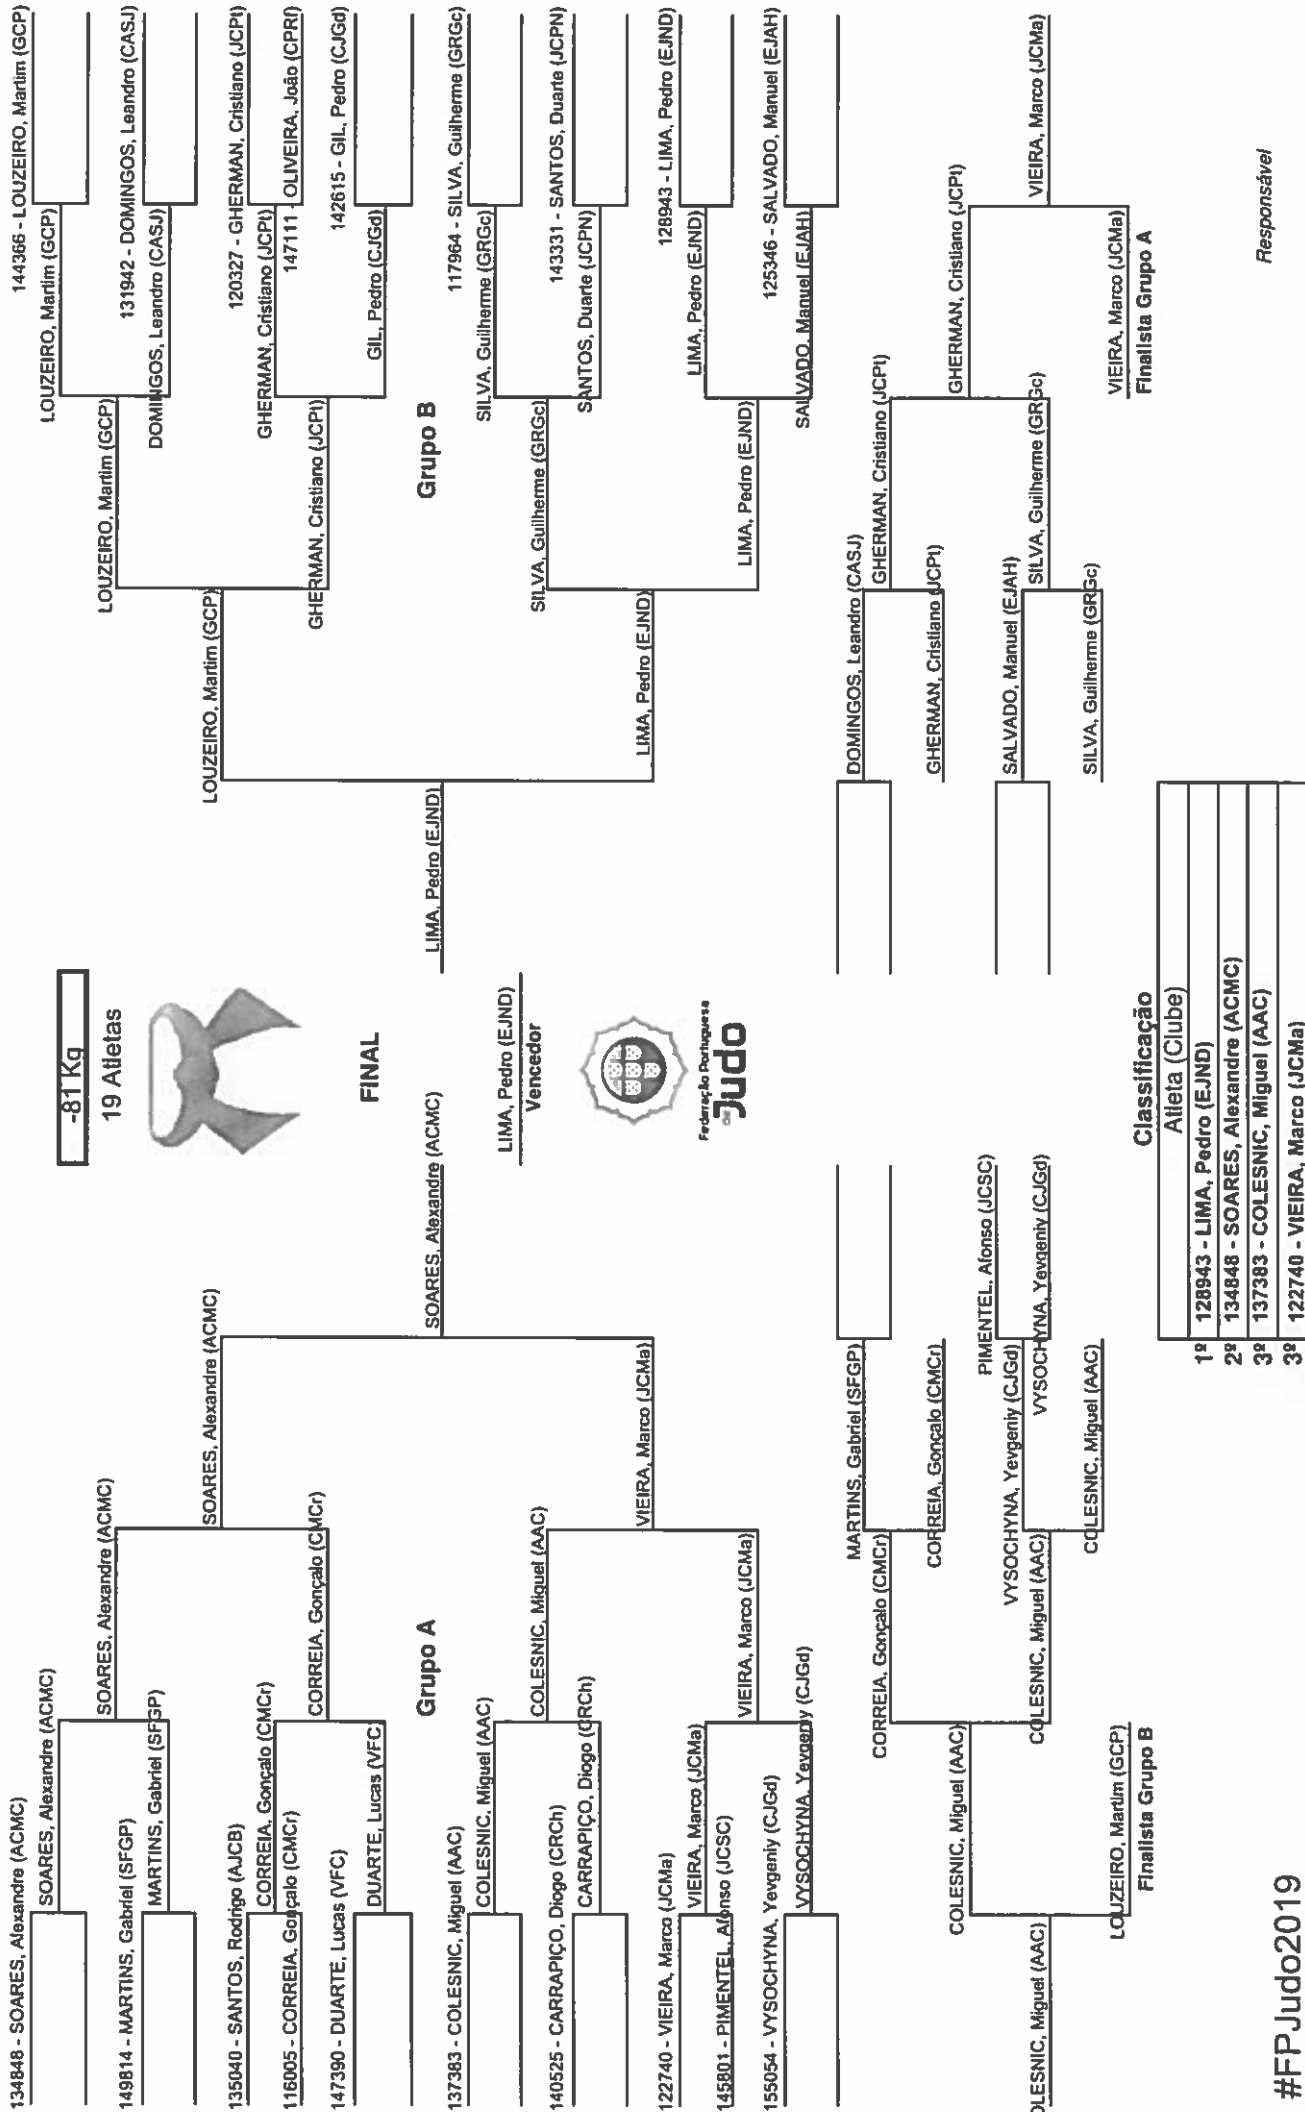 -81 Kg
19 Atletas
134848 - SOARES, Alexandre (ACMC)
SOARES, Alexandre (ACMC)
SOARES, Alexandre (ACMC)
149814 - MARTINS, Gabriel (SFGP)
MARTINS, Gabriel (SFGP)
SOARES, Alexandre (ACMC)
135040 - SANTOS, Rodrigo (AJCB)
CORREIA, Gonçalo (CMCr)
116005 - CORREIA, Gonçalo (CMCr)
CORREIA, Gonçalo (CMCr)
147390 - DUARTE, Lucas (VFC)
DUARTE, Lucas (VFC)
Grupo A
SOARES, Alexandre (ACMC)
137383 - COLESNIC, Miguel (AAC)
COLESNIC, Miguel (AAC)
COLESNIC, Miguel (AAC)
140525 - CARRAPIÇO, Diogo (CRCh)
CARRAPIÇO, Diogo (CRCh)
VIEIRA, Marco (JCMa)
122740 - VIEIRA, Marco (JCMa)
VIEIRA, Marco (JCMa)
145801 - PIMENTEL, Afonso (JCSC)
VIEIRA, Marco (JCMa)
155054 - VYSOCHYNA, Yevgeniy (CJGd)
VYSOCHYNA, Yevgeniy (CJGd)
FINAL
LIMA, Pedro (EJND)
Vencedor
Federação Portuguesa
de Judo
144366 - LOUZEIRO, Martim (GCP)
LOUZEIRO, Martim (GCP)
LOUZEIRO, Martim (GCP)
131942 - DOMINGOS, Leandro (CASJ)
DOMINGOS, Leandro (CASJ)
LOUZEIRO, Martim (GCP)
120327 - GHERMAN, Cristiano (JCPt)
GHERMAN, Cristiano (JCPt)
147111 - OLIVEIRA, João (CPR)
GHERMAN, Cristiano (JCPt)
142615 - GIL, Pedro (CJGd)
GIL, Pedro (CJGd)
Grupo B
LIMA, Pedro (EJND)
117964 - SILVA, Guilherme (GRGc)
SILVA, Guilherme (GRGc)
SILVA, Guilherme (GRGc)
143331 - SANTOS, Duarte (JCPN)
SANTOS, Duarte (JCPN)
LIMA, Pedro (EJND)
128943 - LIMA, Pedro (EJND)
LIMA, Pedro (EJND)
LIMA, Pedro (EJND)
125346 - SALVADO, Manuel (EJAH)
SALVADO, Manuel (EJAH)
MARTINS, Gabriel (SFGP)
CORREIA, Gonçalo (CMCr)
CORREIA, Gonçalo (CMCr)
PIMENTEL, Afonso (JCSC)
VYSOCHYNA, Yevgeniy (CJGd)
VYSOCHYNA, Yevgeniy (CJGd)
COLESNIC, Miguel (AAC)
COLESNIC, Miguel (AAC)
COLESNIC, Miguel (AAC)
OLESNIC, Miguel (AAC)
LOUZEIRO, Martim (GCP)
Finalista Grupo B
DOMINGOS, Leandro (CASJ)
GHERMAN, Cristiano (JCPt)
GHERMAN, Cristiano (JCPt)
SALVADO, Manuel (EJAH)
SILVA, Guilherme (GRGc)
SILVA, Guilherme (GRGc)
GHERMAN, Cristiano (JCPt)
VIEIRA, Marco (JCMa)
VIEIRA, Marco (JCMa)
Finalista Grupo A
Classificação
Atleta (Clube)
1º 128943 - LIMA, Pedro (EJND)
2º 134848 - SOARES, Alexandre (ACMC)
3º 137383 - COLESNIC, Miguel (AAC)
3º 122740 - VIEIRA, Marco (JCMa)
Responsável
#FPJudo2019